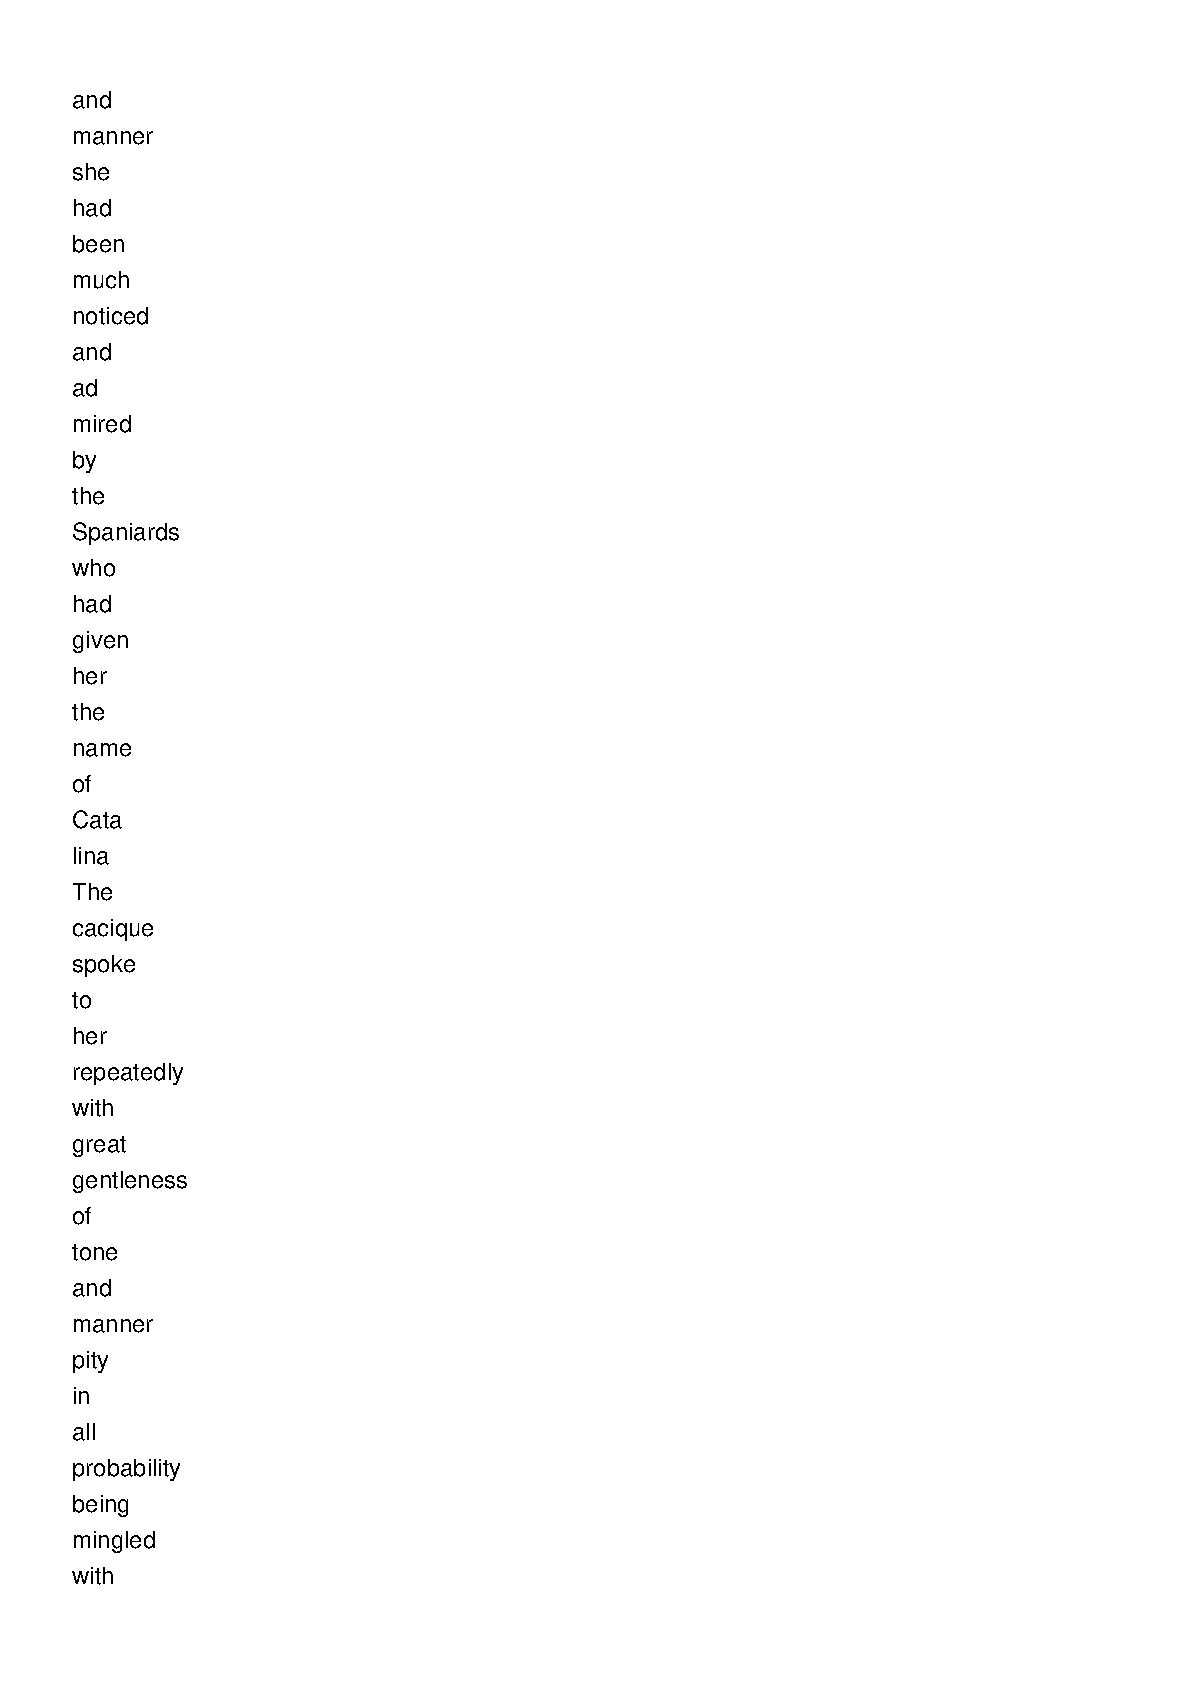 and
manner
she
had
been
much
noticed
and
ad
mired
by
the
Spaniards
who
had
given
her
the
name
of
Cata
lina
The
cacique
spoke
to
her
repeatedly
with
great
gentleness
of
tone
and
manner
pity
in
all
probability
being
mingled
with